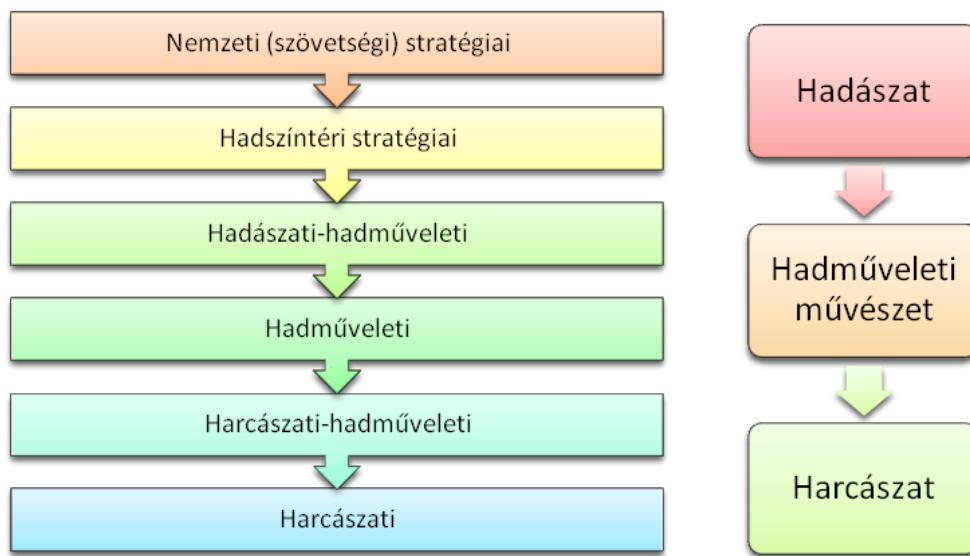 Nemzeti (szövetségi) stratégiai
Hadszíntéri stratégiai
Hadászati-hadműveleti
Hadműveleti
Harcászati-hadműveleti
Harcászati
Hadászat
Hadműveleti
művészet
Harcászat